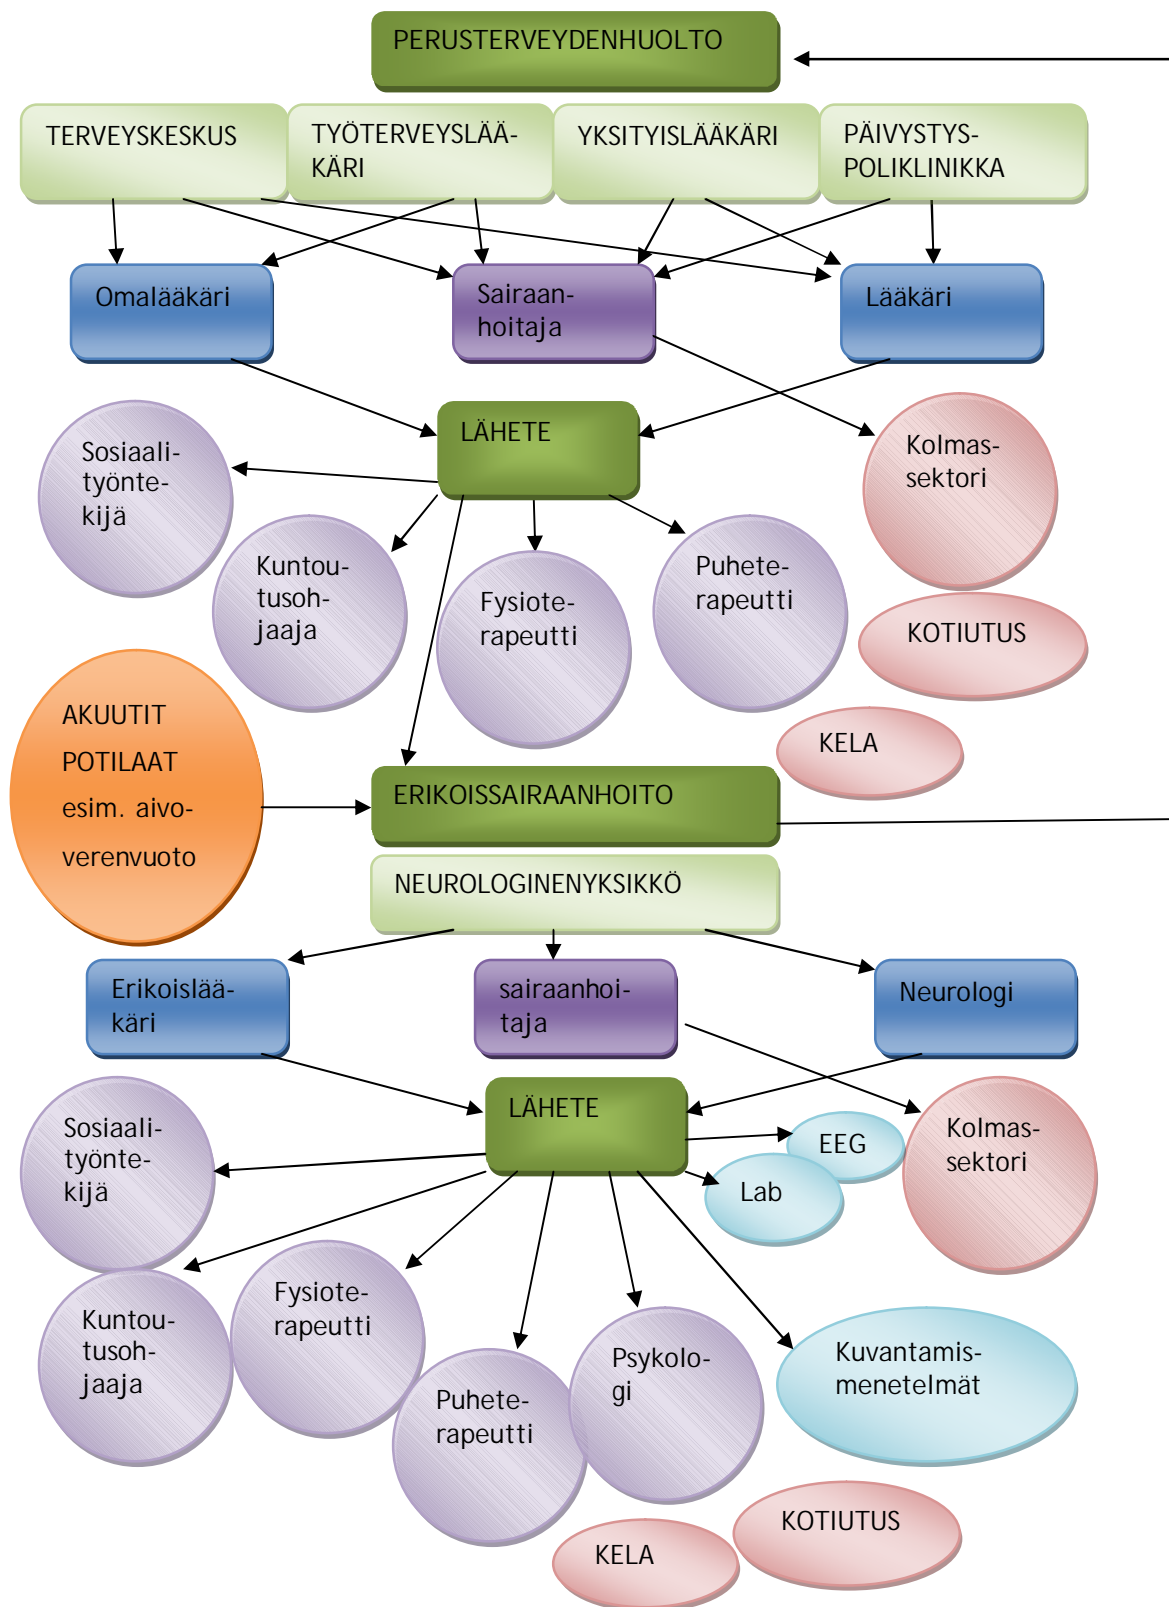 PERUSTERVEYDENHUOLTO
TERVEYSKESKUS
TYÖTERVEYSLÄÄ-
KÄRI
YKSITYISLÄÄKÄRI
PÄIVYSTYS-
POLIKLINIKKA
Omalääkäri
Sairaan-
hoitaja
Lääkäri
LÄHETE
Sosiaali-
työnte-
kijä
Kolmas-
sektori
Kuntou-
tusoh-
jaaja
Fysiote-
rapeutti
Puhete-
rapeutti
KOTIUTUS
AKUUTIT
POTILAAT
esim. aivo-
verenvuoto
KELA
ERIKOISSAIRAANHOITO
NEUROLOGINENYKSIKKÖ
Erikoislää-
käri
sairaanhoi-
taja
Neurologi
LÄHETE
Sosiaali-
työnte-
kijä
EEG
Lab
Kolmas-
sektori
Kuntou-
tusoh-
jaaja
Fysiote-
rapeutti
Puhete-
rapeutti
Psykolo-
gi
Kuvantamis-
menetelmät
KELA
KOTIUTUS